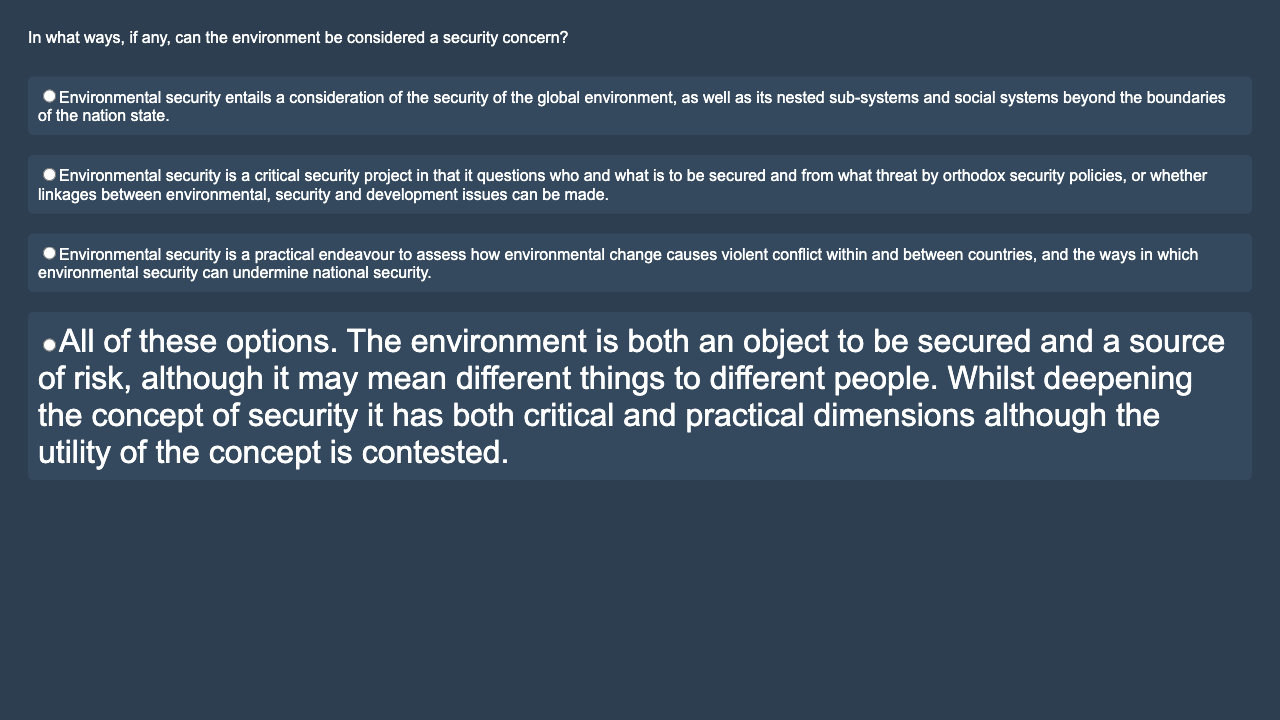 In what ways, if any, can the environment be considered a security concern?
Environmental security entails a consideration of the security of the global environment, as well as its nested sub-systems and social systems beyond the boundaries
of the nation state.
Environmental security is a critical security project in that it questions who and what is to be secured and from what threat by orthodox security policies, or whether
linkages between environmental, security and development issues can be made.
Environmental security is a practical endeavour to assess how environmental change causes violent conflict within and between countries, and the ways in which
environmental security can undermine national security.
All of these options. The environment is both an object to be secured and a source
of risk, although it may mean different things to different people. Whilst deepening
the concept of security it has both critical and practical dimensions although the
utility of the concept is contested.